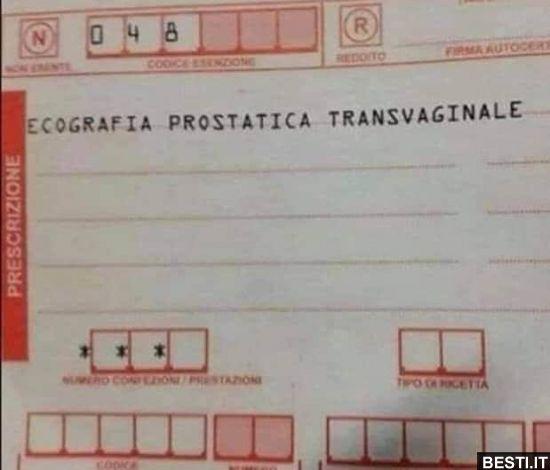 N 0 4 8 R
NON ESENTE CODICE ESENZIONE REDDITO FIRMA AUTOCERT
PRESCRIZIONE
ECOGRAFIA PROSTATICA TRANSVAGINALE
* * *
NUMERO CONFEZIONI / PRESTAZIONI TIPO DI RICETTA
CODICE NUMERO
BESTI.IT